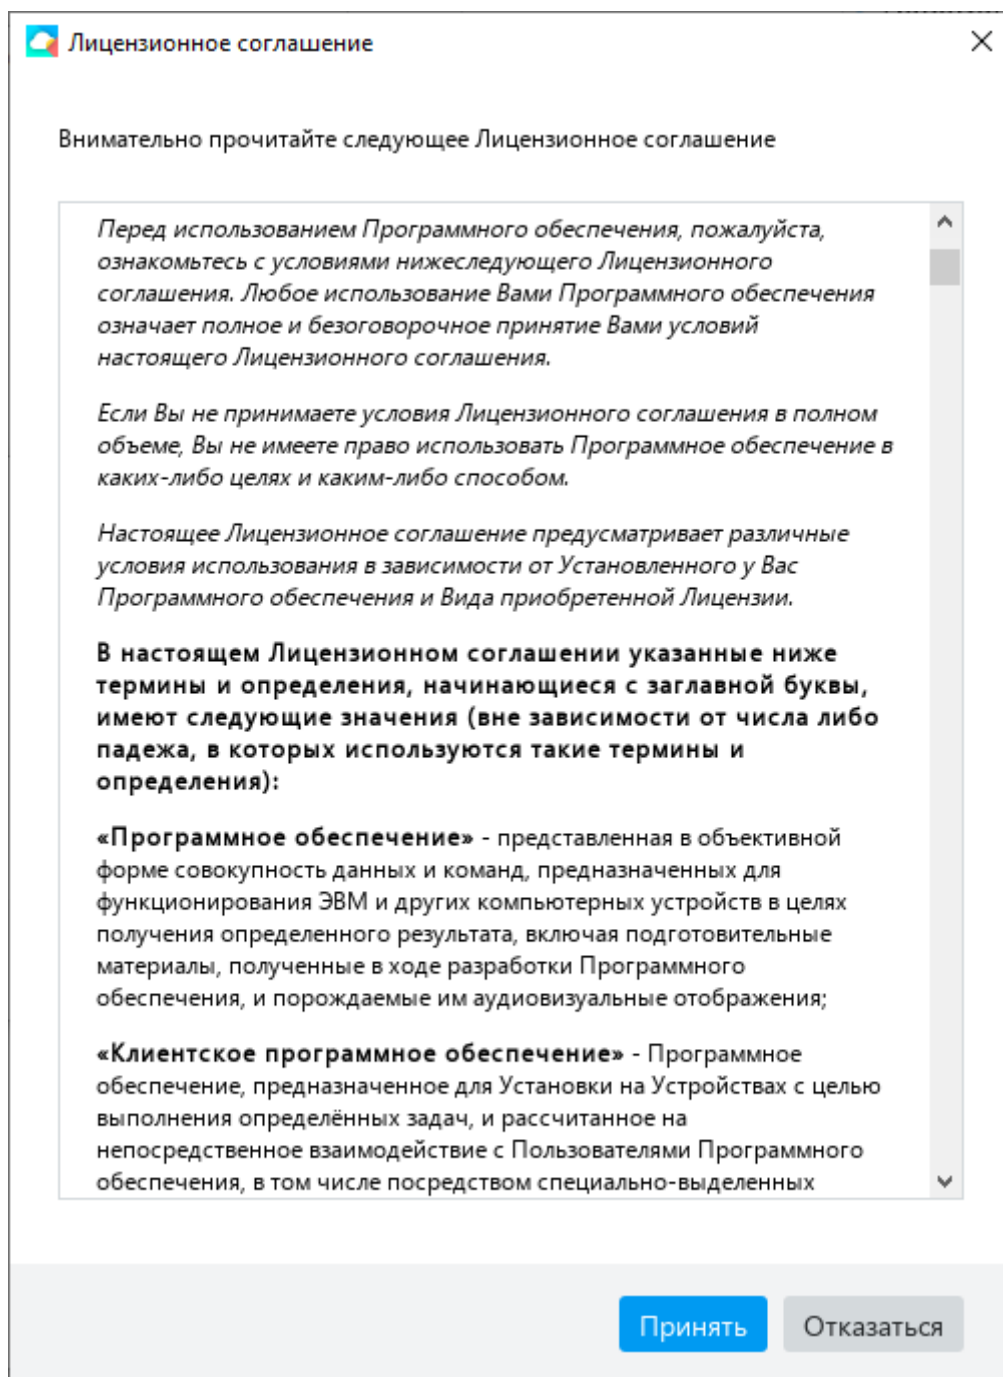 Лицензионное соглашение
Внимательно прочитайте следующее Лицензионное соглашение
Перед использованием Программного обеспечения, пожалуйста,
ознакомьтесь с условиями нижеследующего Лицензионного
соглашения. Любое использование Вами Программного обеспечения
означает полное и безоговорочное принятие Вами условий
настоящего Лицензионного соглашения.
Если Вы не принимаете условия Лицензионного соглашения в полном
объеме, Вы не имеете право использовать Программное обеспечение в
каких-либо целях и каким-либо способом.
Настоящее Лицензионное соглашение предусматривает различные
условия использования в зависимости от Установленного у Вас
Программного обеспечения и Вида приобретенной Лицензии.
В настоящем Лицензионном соглашении указанные ниже
термины и определения, начинающиеся с заглавной буквы,
имеют следующие значения (вне зависимости от числа либо
падежа, в которых используются такие термины и
определения):
«Программное обеспечение» - представленная в объективной
форме совокупность данных и команд, предназначенных для
функционирования ЭВМ и других компьютерных устройств в целях
получения определенного результата, включая подготовительные
материалы, полученные в ходе разработки Программного
обеспечения, и порождаемые им аудиовизуальные отображения;
«Клиентское программное обеспечение» - Программное
обеспечение, предназначенное для Установки на Устройствах с целью
выполнения определённых задач, и рассчитанное на
непосредственное взаимодействие с Пользователями Программного
обеспечения, в том числе посредством специально-выделенных
Принять
Отказаться